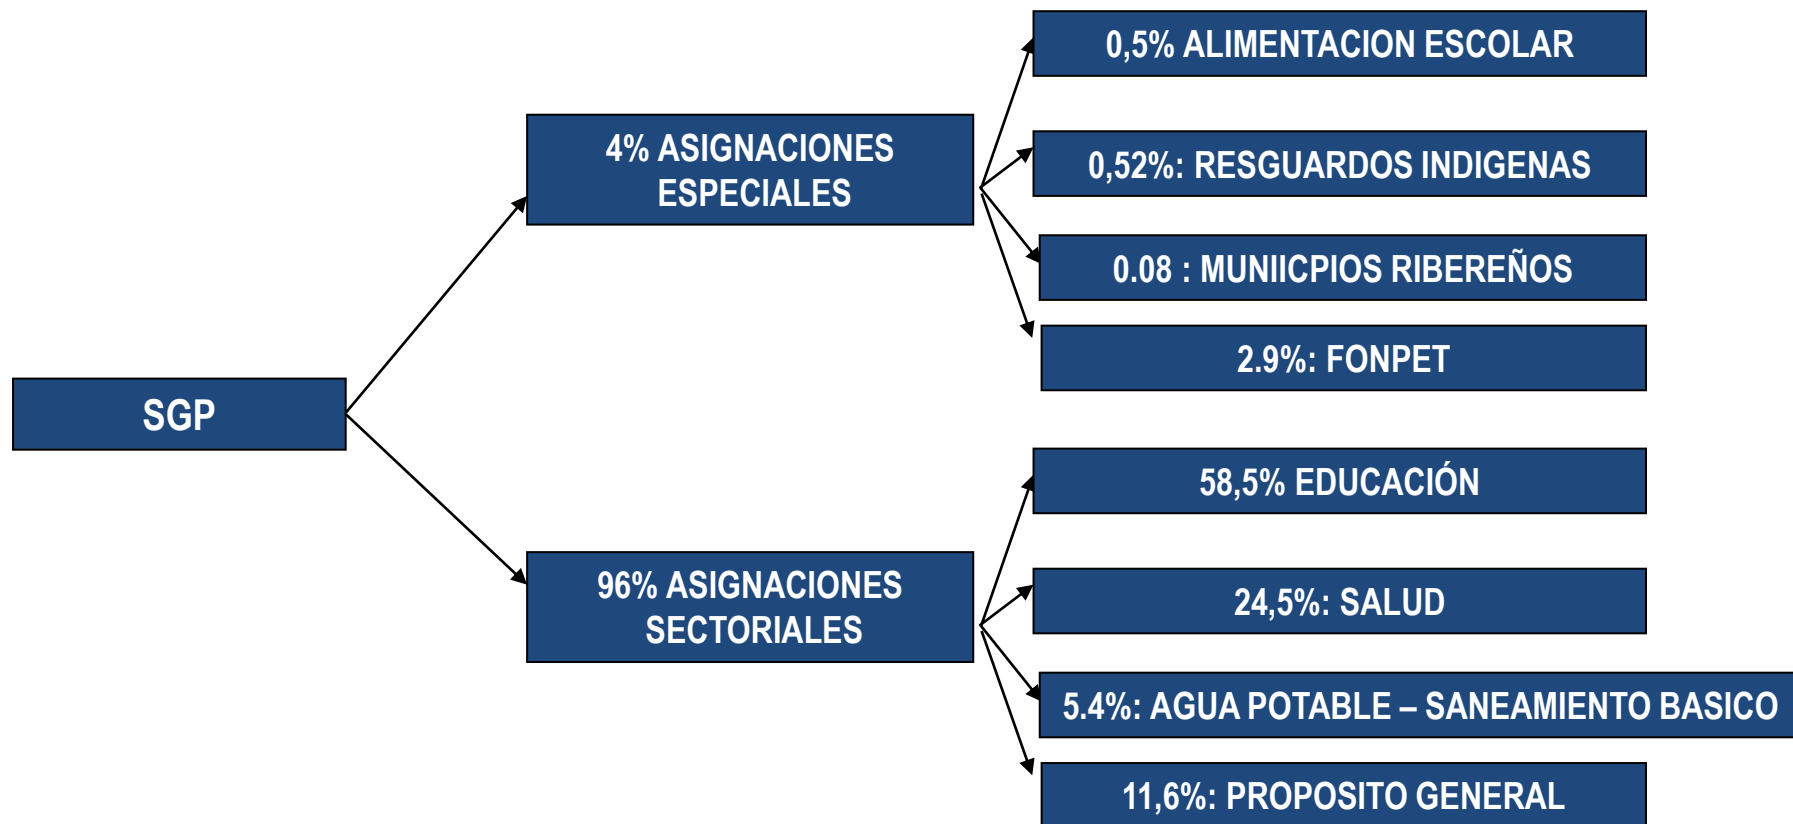 SGP
4% ASIGNACIONES
ESPECIALES
0,5% ALIMENTACION ESCOLAR
0,52%: RESGUARDOS INDIGENAS
0.08 : MUNIICPIOS RIBEREÑOS
2.9%: FONPET
96% ASIGNACIONES
SECTORIALES
58,5% EDUCACIÓN
24,5%: SALUD
5.4%: AGUA POTABLE – SANEAMIENTO BASICO
11,6%: PROPOSITO GENERAL